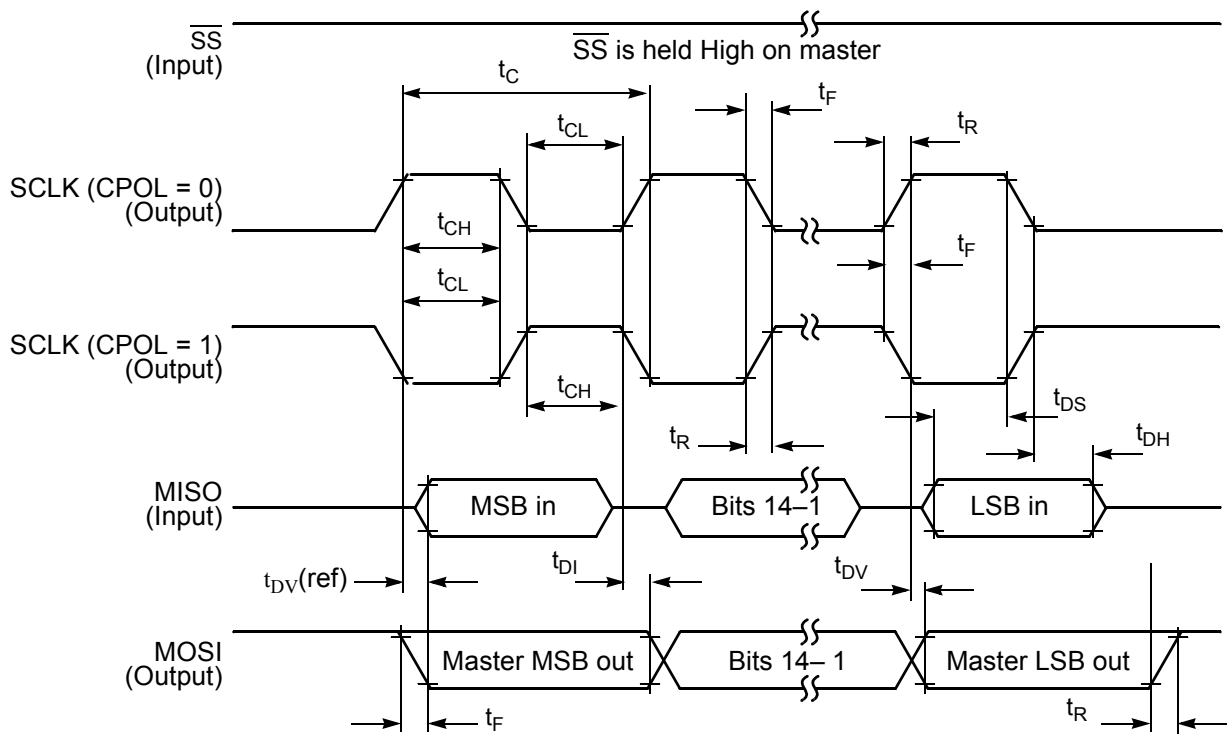 SS
(Input)
SS is held High on master
tC
tF
tCL
tR
SCLK (CPOL = 0)
(Output)
tCH
tF
tCL
SCLK (CPOL = 1)
(Output)
tCH
tDS
tR
tDH
MISO
(Input)
MSB in
Bits 14–1
LSB in
tDV(ref)
tDI
tDV
MOSI
(Output)
Master MSB out
Bits 14– 1
Master LSB out
tF
tR